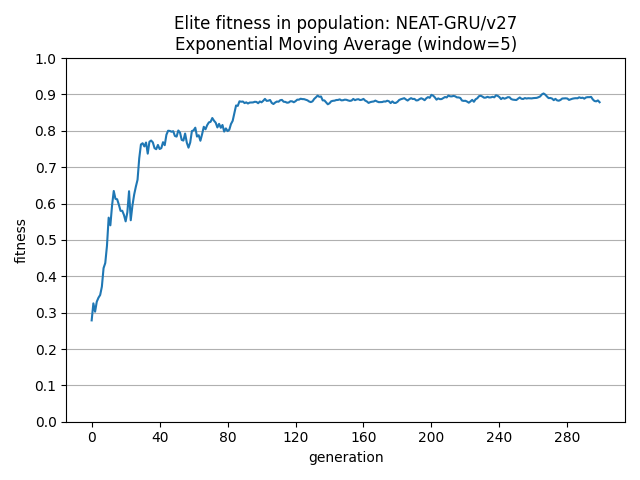 Elite fitness in population: NEAT-GRU/v27
Exponential Moving Average (window=5)
1.0
0.9
0.8
0.7
0.6
0.5
0.4
0.3
0.2
0.1
0.0
fitness
0 40 80 120 160 200 240 280
generation